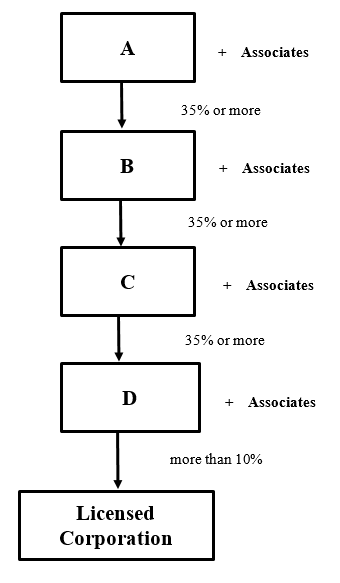 A + Associates
35% or more
B + Associates
35% or more
C + Associates
35% or more
D + Associates
more than 10%
Licensed
Corporation